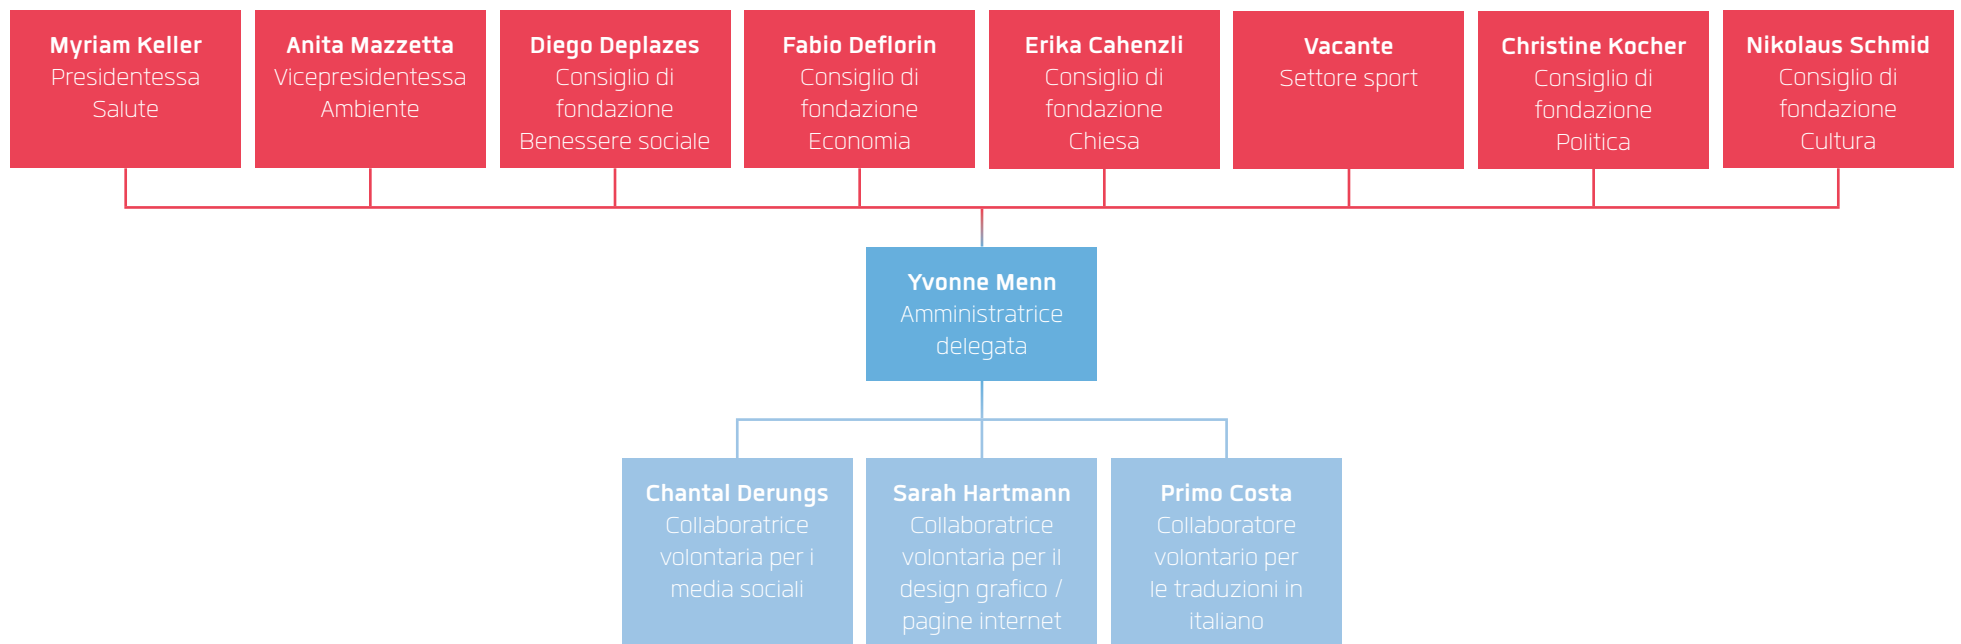 Myriam Keller
Presidentessa
Salute
Anita Mazzetta
Vicepresidentessa
Ambiente
Diego Deplazes
Consiglio di
fondazione
Benessere sociale
Fabio Deflorin
Consiglio di
fondazione
Economia
Erika Cahenzli
Consiglio di
fondazione
Chiesa
Vacante
Settore sport
Christine Kocher
Consiglio di
fondazione
Politica
Nikolaus Schmid
Consiglio di
fondazione
Cultura
Yvonne Menn
Amministratrice
delegata
Chantal Derungs
Collaboratrice
volontaria per i
media sociali
Sarah Hartmann
Collaboratrice
volontaria per il
design grafico /
pagine internet
Primo Costa
Collaboratore
volontario per
le traduzioni in
italiano